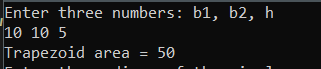 Enter three numbers: b1, b2, h
10 10 5
Trapezoid area = 50